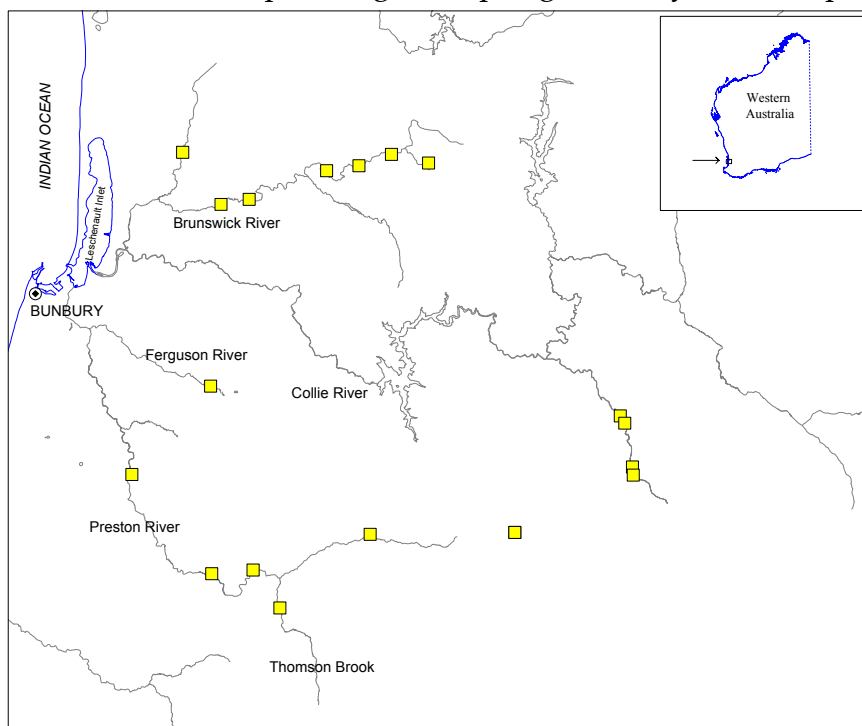 INDIAN OCEAN
Leschenault Inlet
Western
Australia
Brunswick River
BUNBURY
Ferguson River
Collie River
Preston River
Thomson Brook